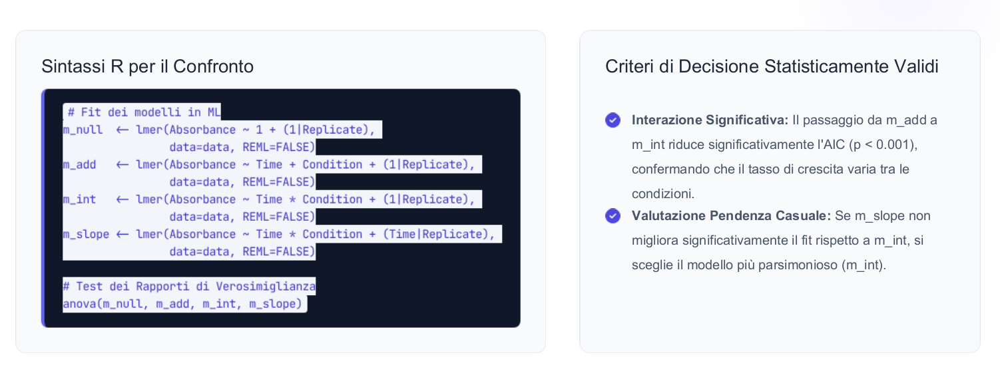 Sintassi R per il Confronto
# Fit dei modelli in ML
m_null  <- lmer(Absorbance ~ 1 + (1|Replicate),
                data=data, REML=FALSE)
m_add   <- lmer(Absorbance ~ Time + Condition + (1|Replicate),
                data=data, REML=FALSE)
m_int   <- lmer(Absorbance ~ Time * Condition + (1|Replicate),
                data=data, REML=FALSE)
m_slope <- lmer(Absorbance ~ Time * Condition + (Time|Replicate),
                data=data, REML=FALSE)
# Test dei Rapporti di Verosimiglianza
anova(m_null, m_add, m_int, m_slope)
Criteri di Decisione Statisticamente Validi
Interazione Significativa: Il passaggio da m_add a
m_int riduce significativamente l'AIC (p < 0.001),
confermando che il tasso di crescita varia tra le
condizioni.
Valutazione Pendenza Casuale: Se m_slope non
migliora significativamente il fit rispetto a m_int, si
sceglie il modello più parsimonioso (m_int).